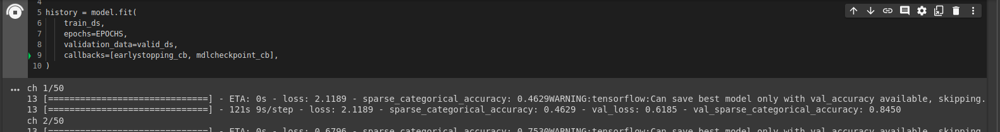 4
5 history = model.fit(
6 train_ds,
7 epochs=EPOCHS,
8 validation_data=valid_ds,
9 callbacks=[earlystopping_cb, mdlcheckpoint_cb],
10 )
ch 1/50
13 [==============================] - ETA: 0s - loss: 2.1189 - sparse_categorical_accuracy: 0.4629WARNING:tensorflow:Can save best model only with val_accuracy available, skipping.
13 [==============================] - 121s 9s/step - loss: 2.1189 - sparse_categorical_accuracy: 0.4629 - val_loss: 0.6185 - val_sparse_categorical_accuracy: 0.8450
ch 2/50
13 [==============================] - ETA: 0s - loss: 0.6796 - sparse_categorical_accuracy: 0.7530WARNING:tensorflow:Can save best model only with val_accuracy available, skipping.